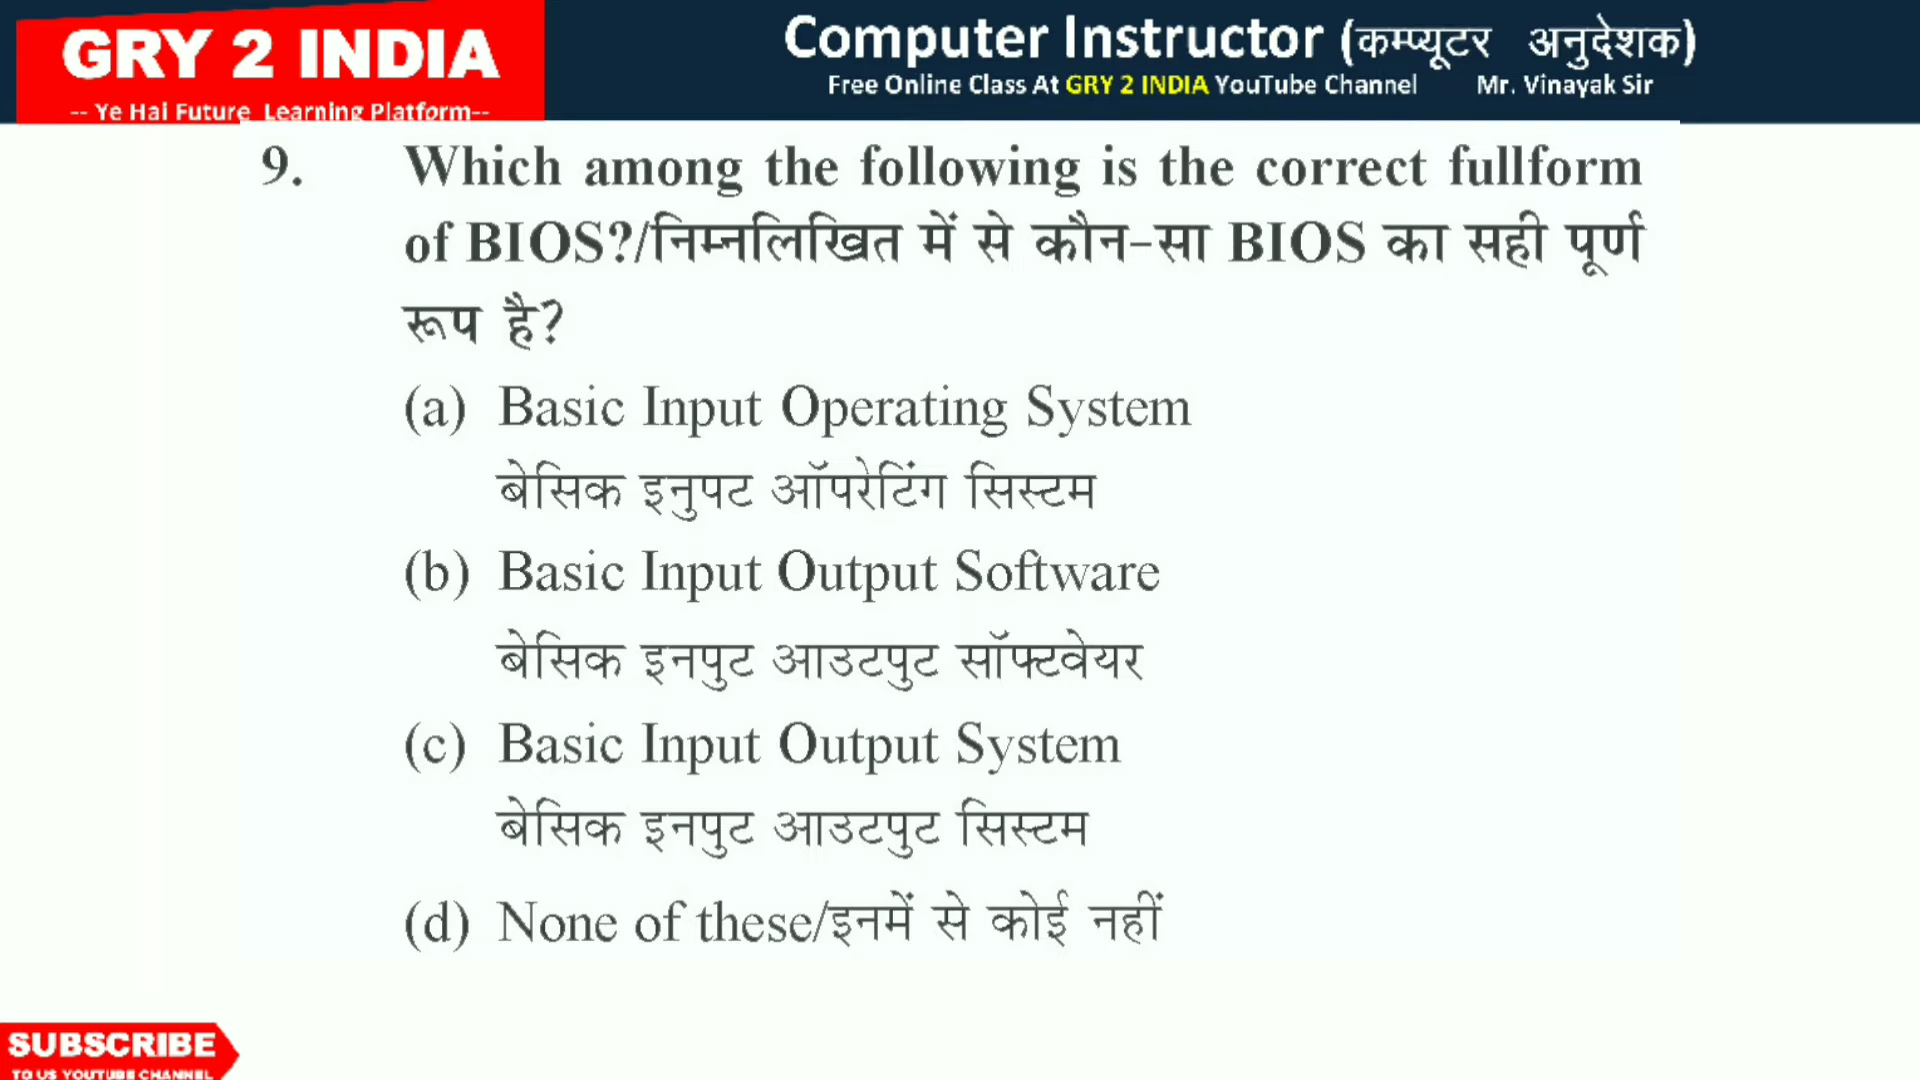 GRY 2 INDIA
-- Ye Hai Future Learning Platform--
Computer Instructor (कम्प्यूटर अनुदेशक)
Free Online Class At GRY 2 INDIA YouTube Channel Mr. Vinayak Sir
9. Which among the following is the correct fullform
of BIOS?/निम्नलिखित में से कौन-सा BIOS का सही पूर्ण
रूप है?
(a) Basic Input Operating System
बेसिक इनुपट ऑपरेटिंग सिस्टम
(b) Basic Input Output Software
बेसिक इनपुट आउटपुट सॉफ्टवेयर
(c) Basic Input Output System
बेसिक इनपुट आउटपुट सिस्टम
(d) None of these/इनमें से कोई नहीं
SUBSCRIBE
TO US YOUTUBE CHANNEL